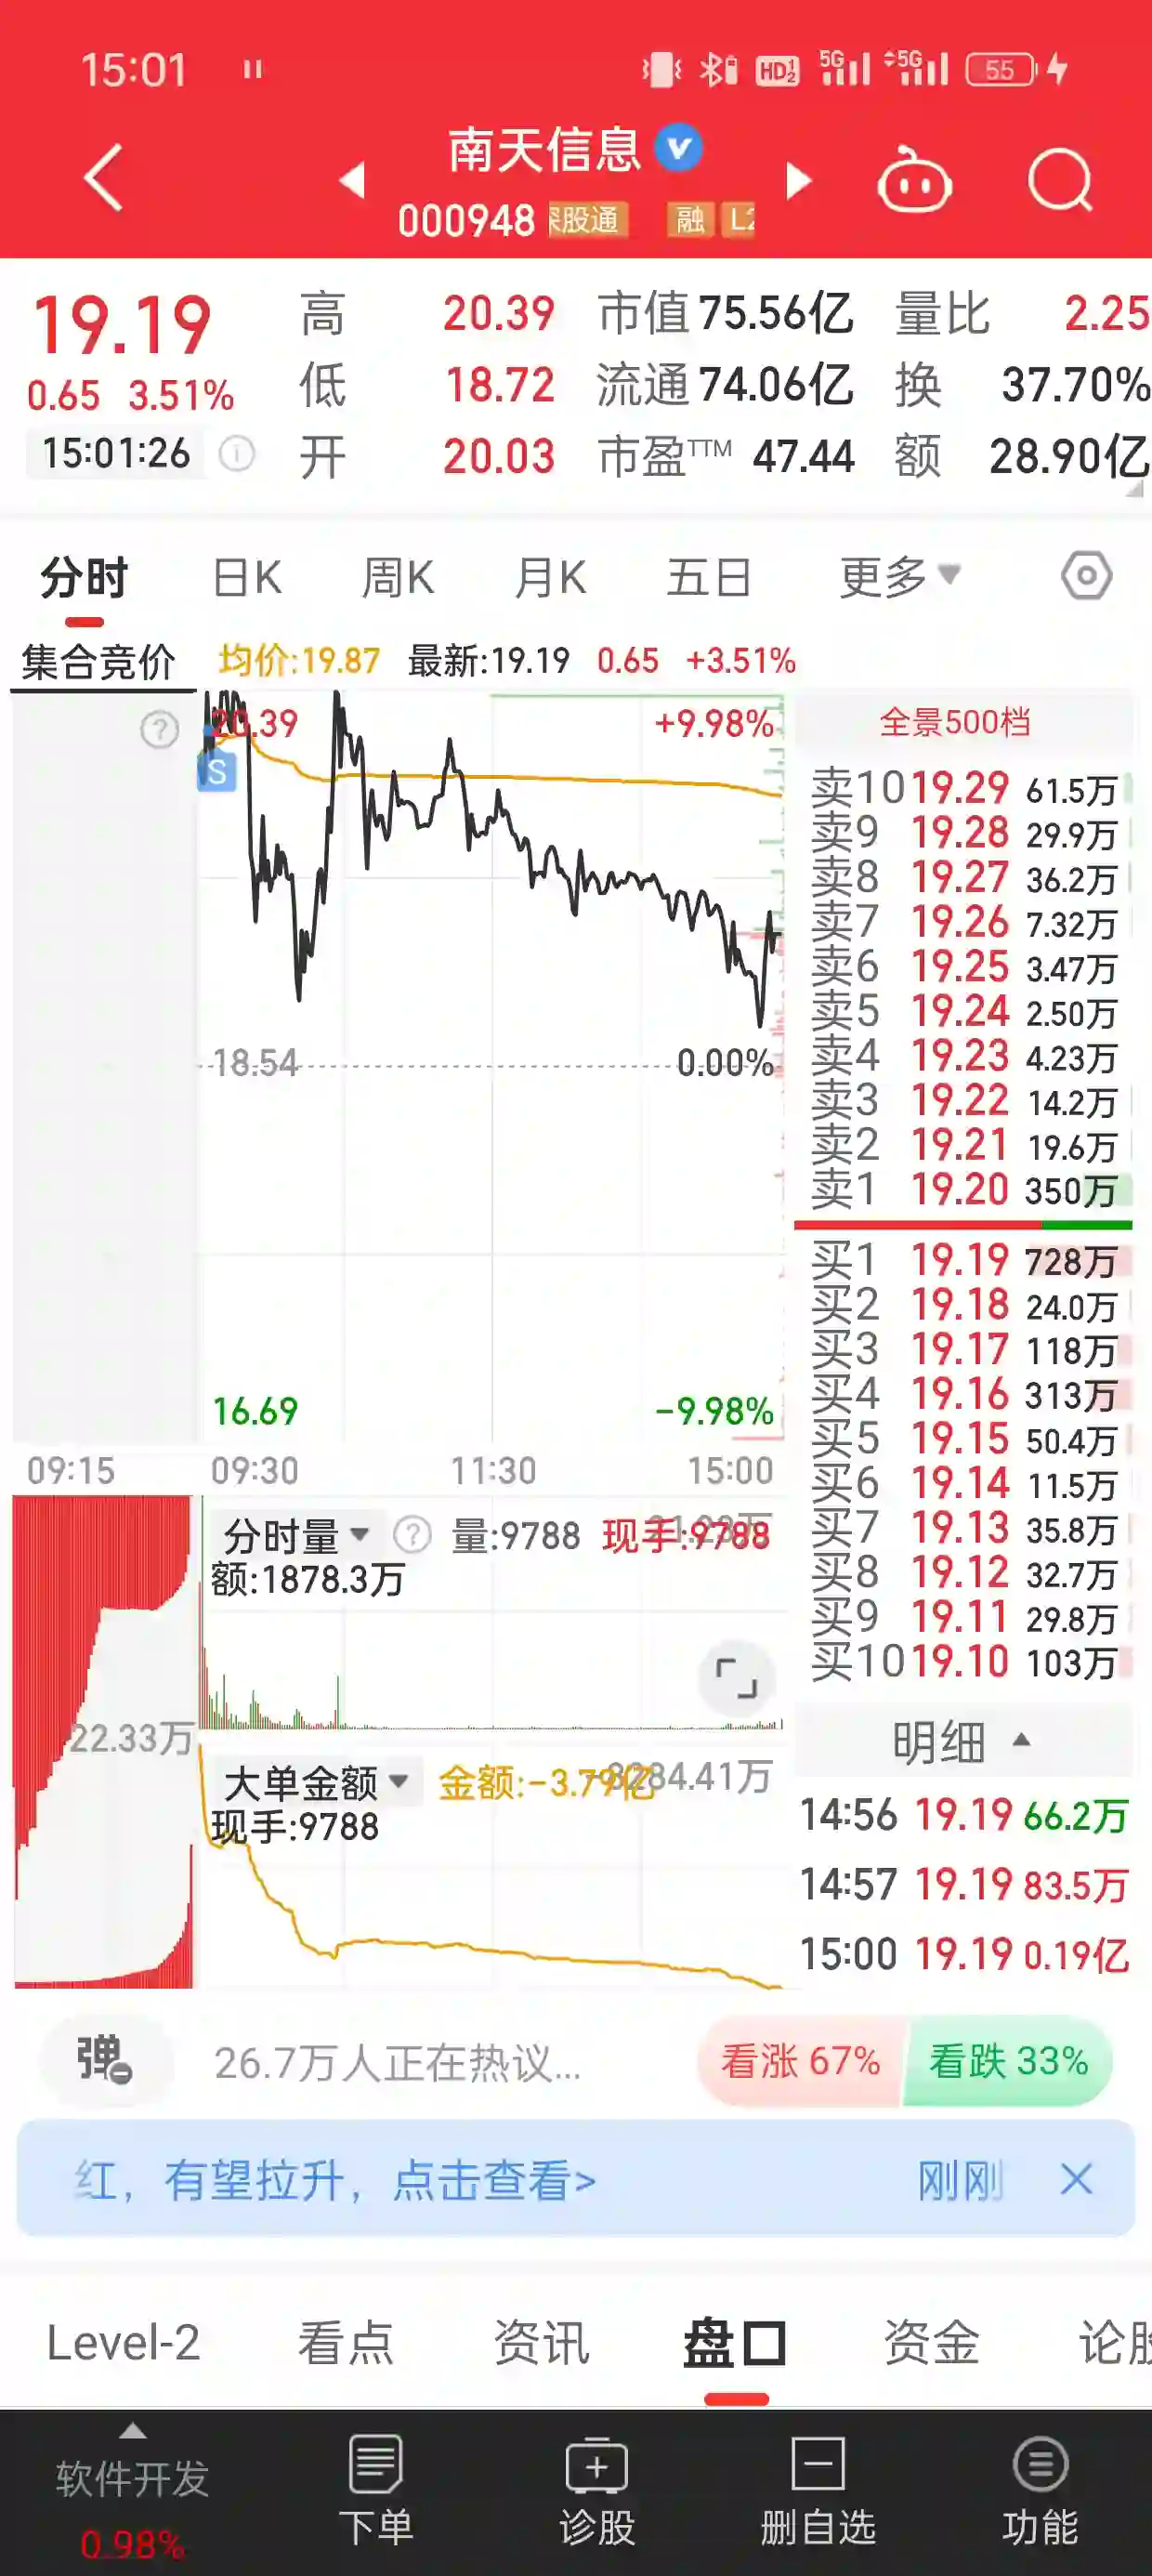 15:01 HD 1 2 5G 5G 55
南天信息
000948 深股通 融 L2
19.19 高 20.39 市值 75.56亿 量比 2.25
0.65 3.51% 低 18.72 流通 74.06亿 换 37.70%
15:01:26 开 20.03 市盈TTM 47.44 额 28.90亿
分时 日K 周K 月K 五日 更多
集合竞价 均价:19.87 最新:19.19 0.65 +3.51%
20.39 +9.98%
S
18.54 0.00%
16.69 -9.98%
09:15 09:30 11:30 15:00
全景500档
卖10 19.29 61.5万
卖9 19.28 29.9万
卖8 19.27 36.2万
卖7 19.26 7.32万
卖6 19.25 3.47万
卖5 19.24 2.50万
卖4 19.23 4.23万
卖3 19.22 14.2万
卖2 19.21 19.6万
卖1 19.20 350万
买1 19.19 728万
买2 19.18 24.0万
买3 19.17 118万
买4 19.16 313万
买5 19.15 50.4万
买6 19.14 11.5万
买7 19.13 35.8万
买8 19.12 32.7万
买9 19.11 29.8万
买10 19.10 103万
分时量 量:9788 现手:9788
额:1878.3万
22.33万
大单金额 金额:-3.79亿
现手:9788
明细
14:56 19.19 66.2万
14:57 19.19 83.5万
15:00 19.19 0.19亿
弹 26.7万人正在热议... 看涨 67% 看跌 33%
红，有望拉升，点击查看> 刚刚
Level-2 看点 资讯 盘口 资金 论股
软件开发 下单 诊股 删自选 功能
0.98%